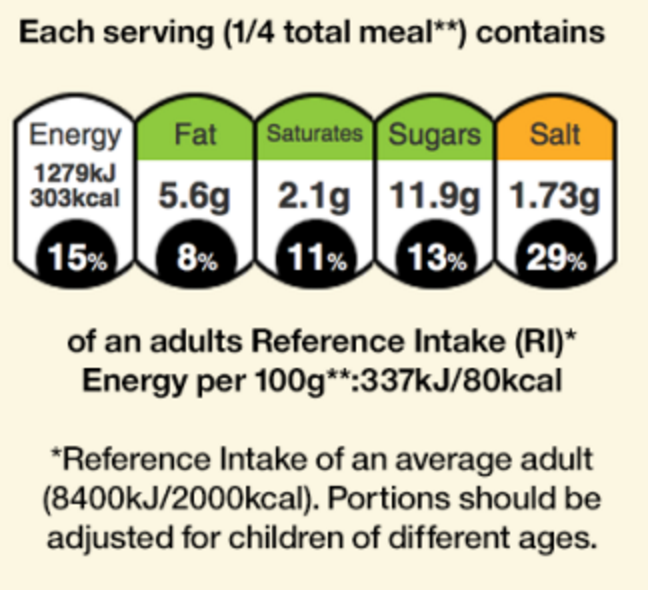 Each serving (1/4 total meal**) contains
Energy Fat Saturates Sugars Salt
1279kJ
303kcal 5.6g 2.1g 11.9g 1.73g
15% 8% 11% 13% 29%
of an adults Reference Intake (RI)*
Energy per 100g**:337kJ/80kcal
*Reference Intake of an average adult
(8400kJ/2000kcal). Portions should be
adjusted for children of different ages.